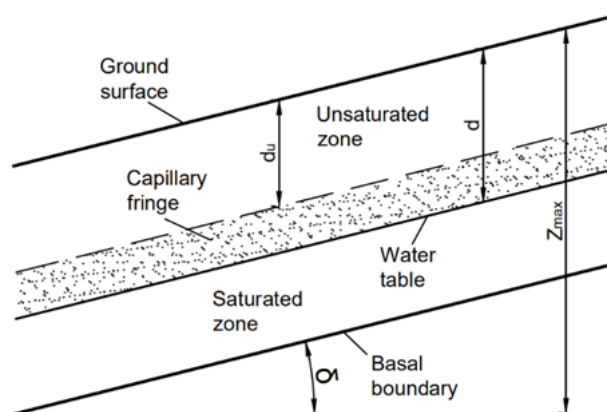 Ground
surface
Unsaturated
zone
d
du
Capillary
fringe
Zmax
Water
table
Saturated
zone
δ
Basal
boundary